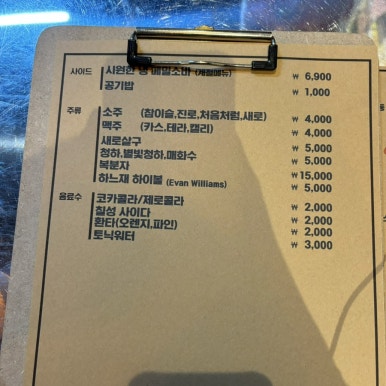 사이드 시원한 냉 메밀소바 (계절메뉴) ₩ 6,900
공기밥 ₩ 1,000
주류 소주 (참이슬,진로,처음처럼,새로) ₩ 4,000
맥주 (카스,테라,캘리) ₩ 4,000
새로살구 ₩ 5,000
청하,별빛청하,매화수 ₩ 5,000
복분자 ₩ 15,000
하느재 하이볼 (Evan Williams) ₩ 5,000
음료수 코카콜라/제로콜라 ₩ 2,000
칠성 사이다 ₩ 2,000
환타(오렌지,파인) ₩ 2,000
토닉워터 ₩ 3,000